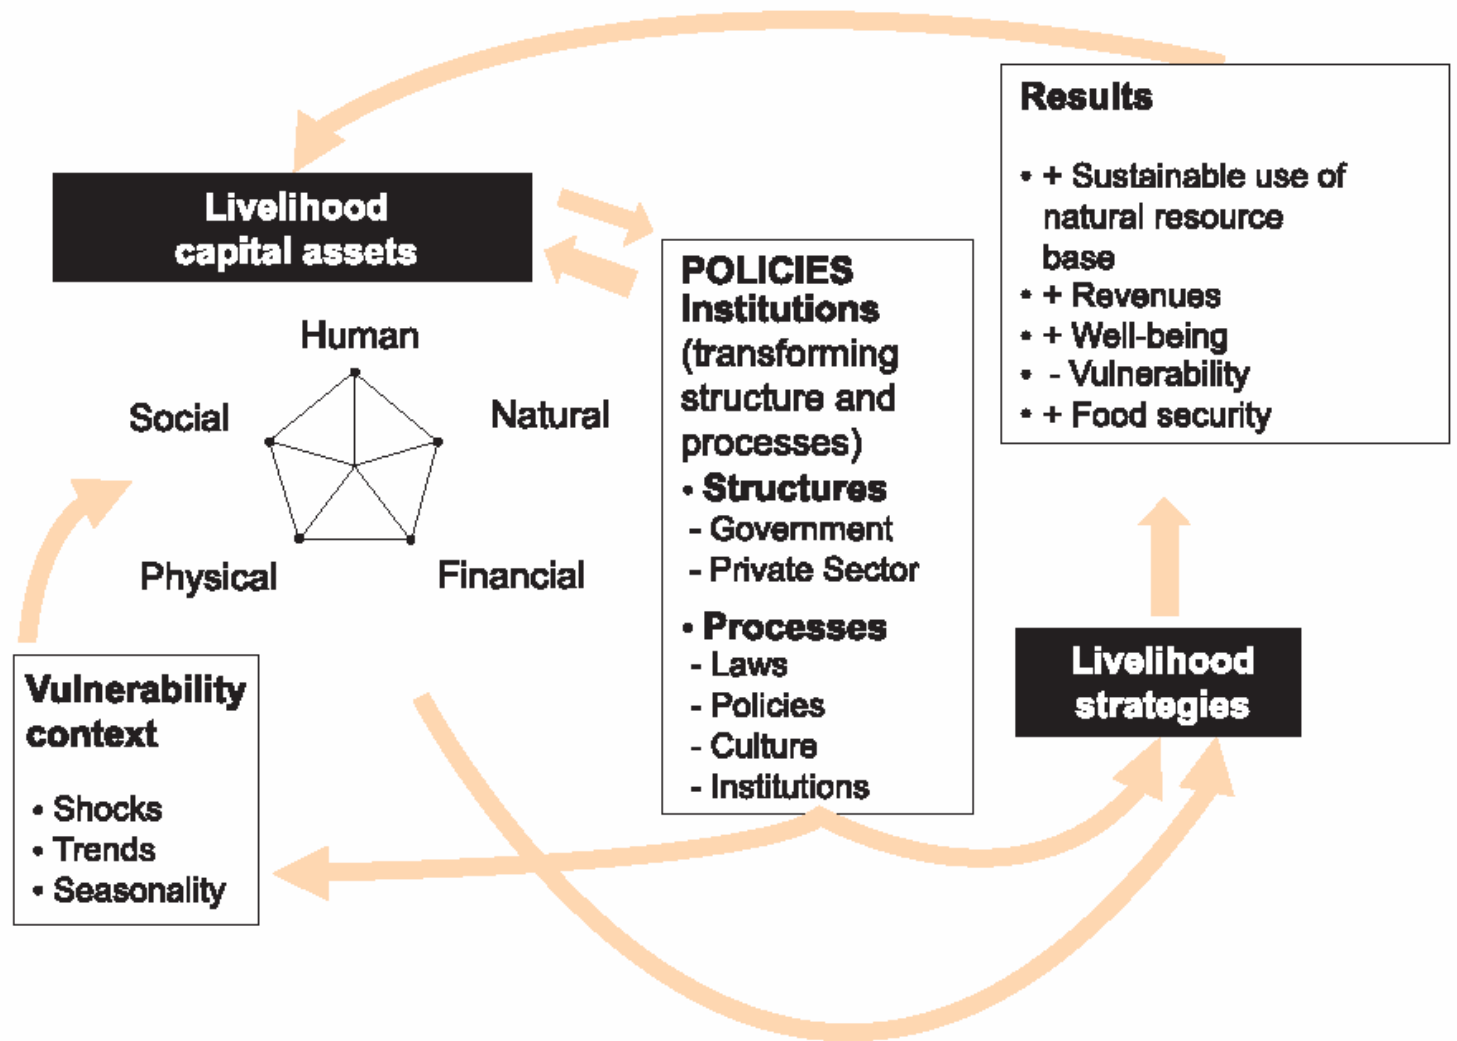 Livelihood
capital assets
Human
Social
Natural
Physical
Financial
Vulnerability
context
• Shocks
• Trends
• Seasonality
POLICIES
Institutions
(transforming
structure and
processes)
• Structures
- Government
- Private Sector
• Processes
- Laws
- Policies
- Culture
- Institutions
Results
• + Sustainable use of
natural resource
base
• + Revenues
• + Well-being
• - Vulnerability
• + Food security
Livelihood
strategies